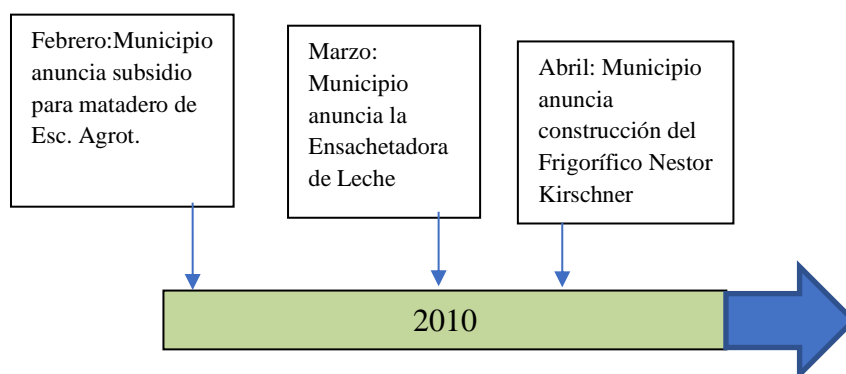 Febrero:Municipio
anuncia subsidio
para matadero de
Esc. Agrot.
Marzo:
Municipio
anuncia la
Ensachetadora
de Leche
Abril: Municipio
anuncia
construcción del
Frigorífico Nestor
Kirschner
2010